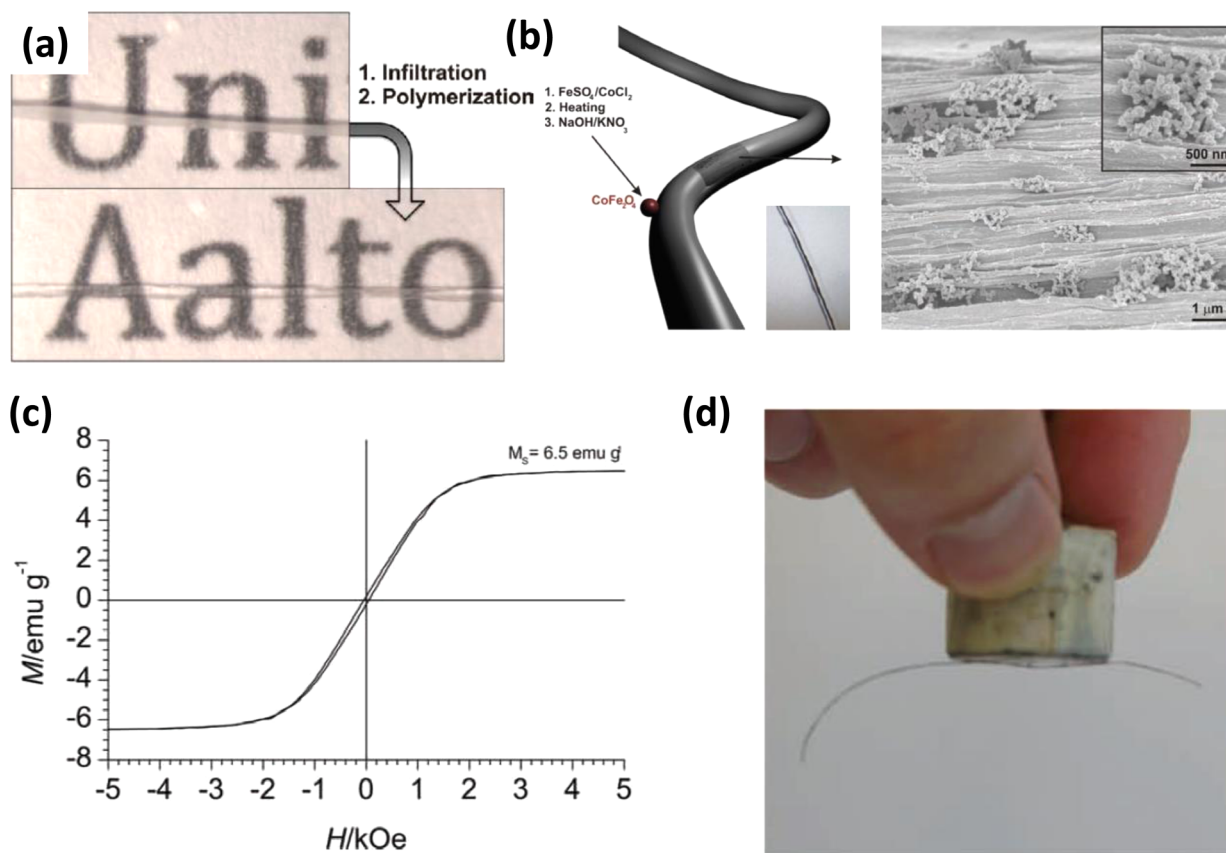 (a)
Uni
1. Infiltration
2. Polymerization
Aalto
(b)
1. FeSO₄/CoCl₂
2. Heating
3. NaOH/KNO₃
CoFe₂O₄
500 nm
1 μm
(c)
Mₛ= 6.5 emu g¹
8
6
4
2
0
-2
-4
-6
-8
M/emu g⁻¹
-5 -4 -3 -2 -1 0 1 2 3 4 5
H/kOe
(d)